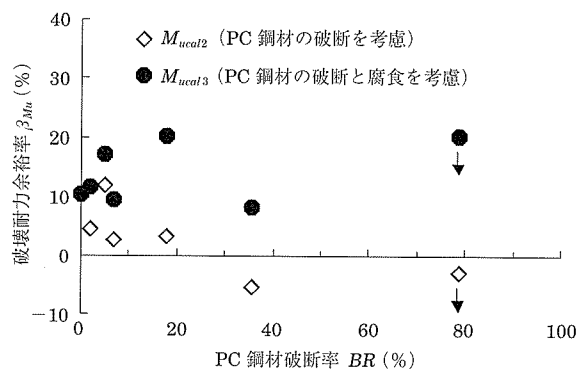 40
30
20
10
0
−10
破壊耐力余裕率 βMu (%)
◇ Mucal2 (PC 鋼材の破断を考慮)
● Mucal3 (PC 鋼材の破断と腐食を考慮)
0 20 40 60 80 100
PC 鋼材破断率 BR (%)